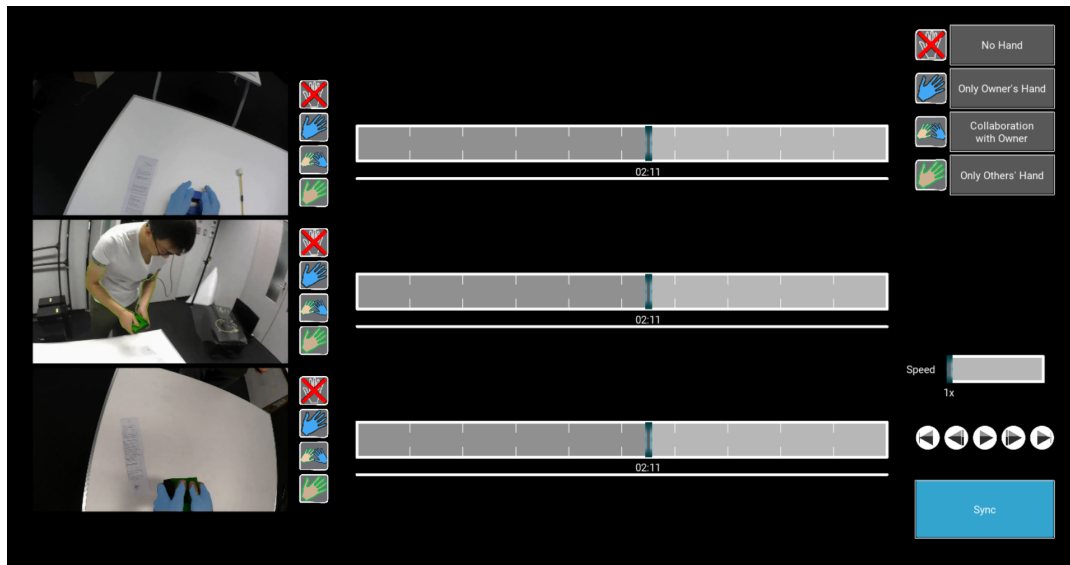 No Hand
Only Owner's Hand
Collaboration
with Owner
Only Others' Hand
02:11
02:11
Speed
1x
02:11
Sync